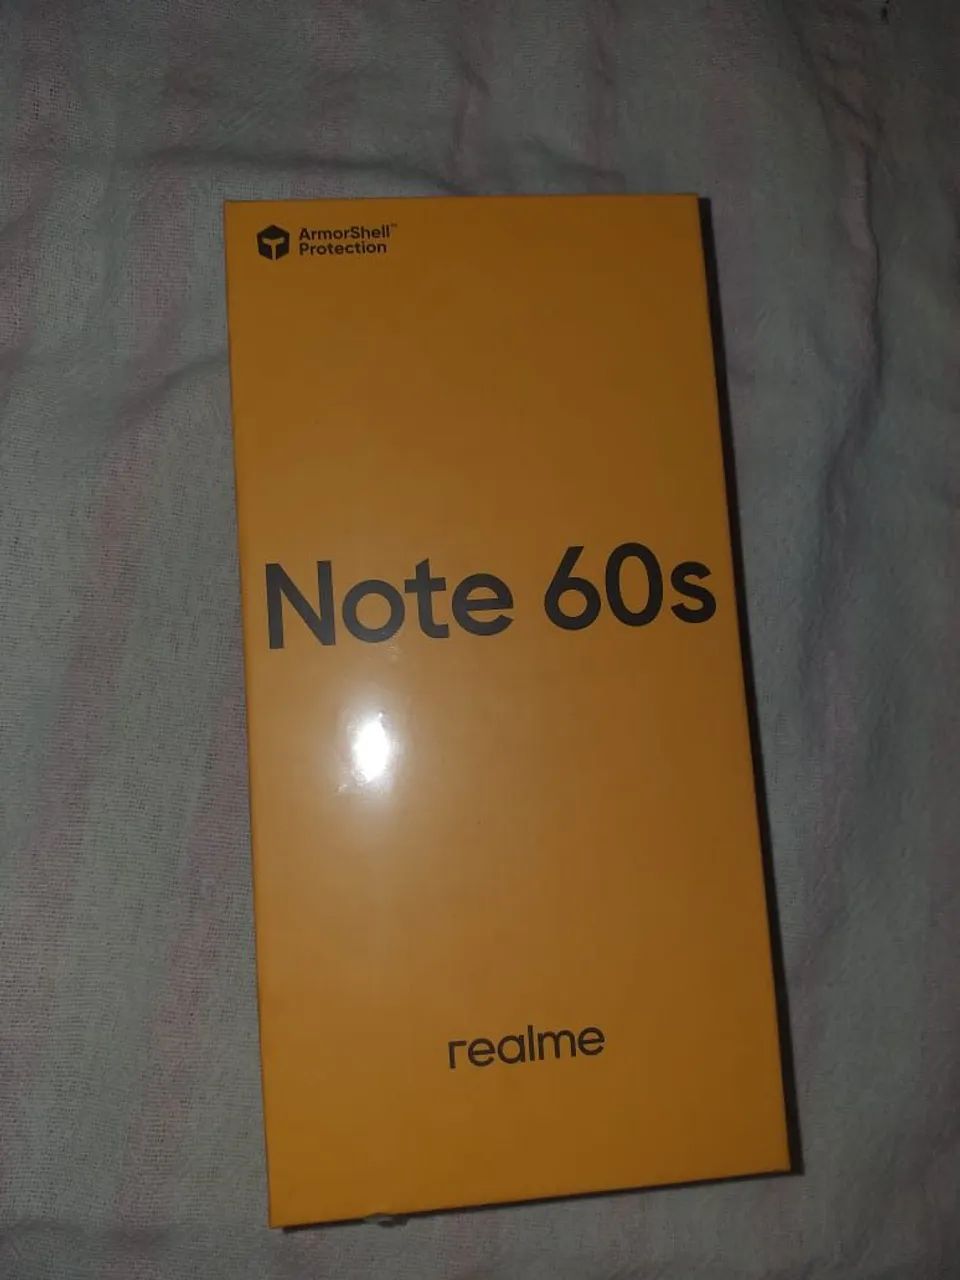 ArmorShell™
Protection
Note 60s
realme